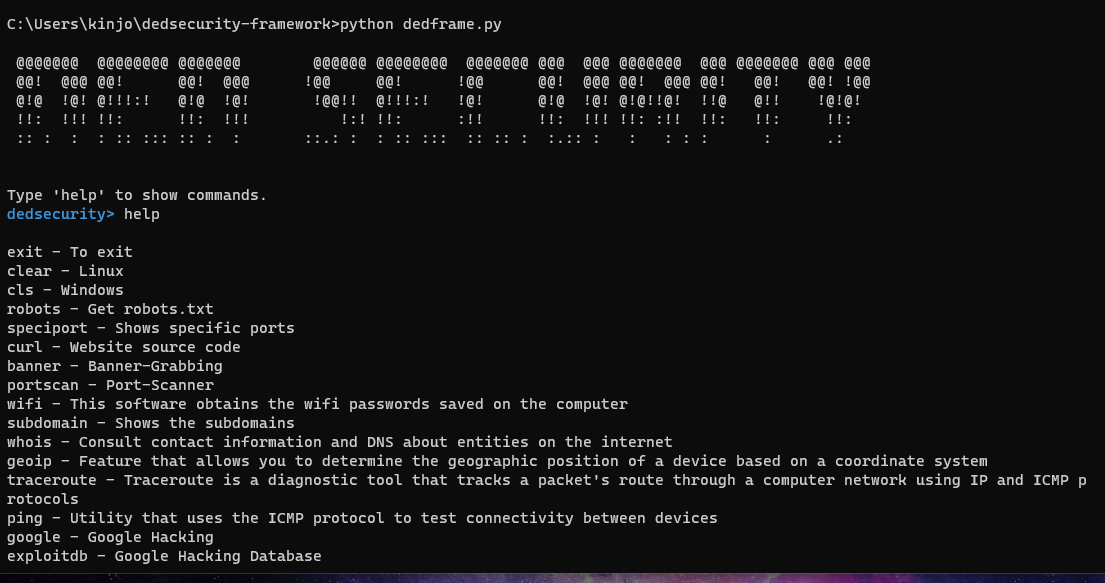 C:\Users\kinjo\dedsecurity-framework>python dedframe.py
@@@@@@@  @@@@@@@@ @@@@@@@        @@@@@@ @@@@@@@@  @@@@@@@ @@@  @@@ @@@@@@@  @@@ @@@@@@@ @@@ @@@
@@!  @@@ @@!      @@!  @@@      !@@     @@!      !@@      @@!  @@@ @@!  @@@ @@!   @@!   @@! !@@
@!@  !@! @!!!:!   @!@  !@!       !@@!!  @!!!:!   !@!      @!@  !@! @!@!!@!  !!@   @!!    !@!@!
!!:  !!! !!:      !!:  !!!          !:! !!:      :!!      !!:  !!! !!: :!!  !!:   !!:     !!:
:: :  :  : :: ::: :: :  :       ::.: :  : :: :::  :: :: :  :.:: :   :   : : :      :      .:
Type 'help' to show commands.
dedsecurity> help
exit - To exit
clear - Linux
cls - Windows
robots - Get robots.txt
speciport - Shows specific ports
curl - Website source code
banner - Banner-Grabbing
portscan - Port-Scanner
wifi - This software obtains the wifi passwords saved on the computer
subdomain - Shows the subdomains
whois - Consult contact information and DNS about entities on the internet
geoip - Feature that allows you to determine the geographic position of a device based on a coordinate system
traceroute - Traceroute is a diagnostic tool that tracks a packet's route through a computer network using IP and ICMP p
rotocols
ping - Utility that uses the ICMP protocol to test connectivity between devices
google - Google Hacking
exploitdb - Google Hacking Database